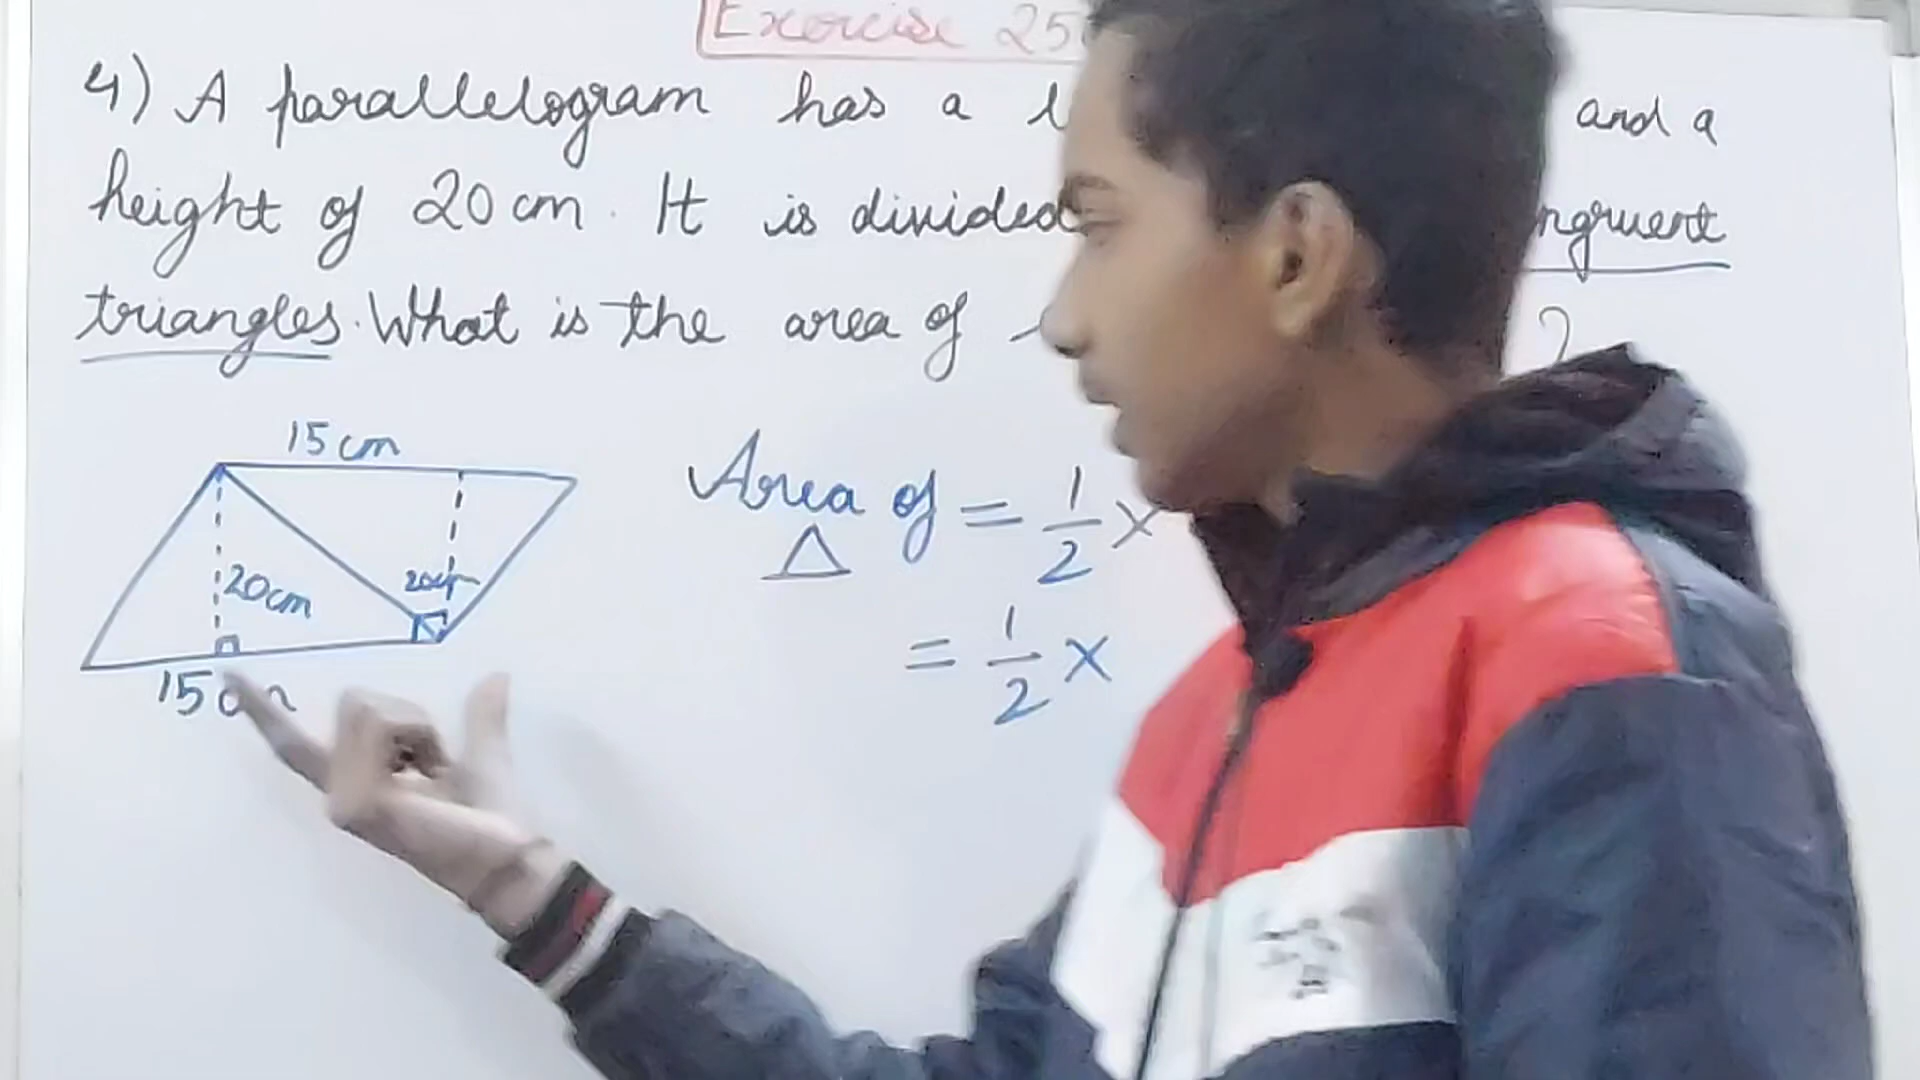 Exercise 25
4) A parallelogram has a and a
height of 20 cm. It is divided ngruent
triangles. What is the area of ?
15 cm
Area of = 1/2 ×
Δ
20cm
20cm
= 1/2 ×
15 cm